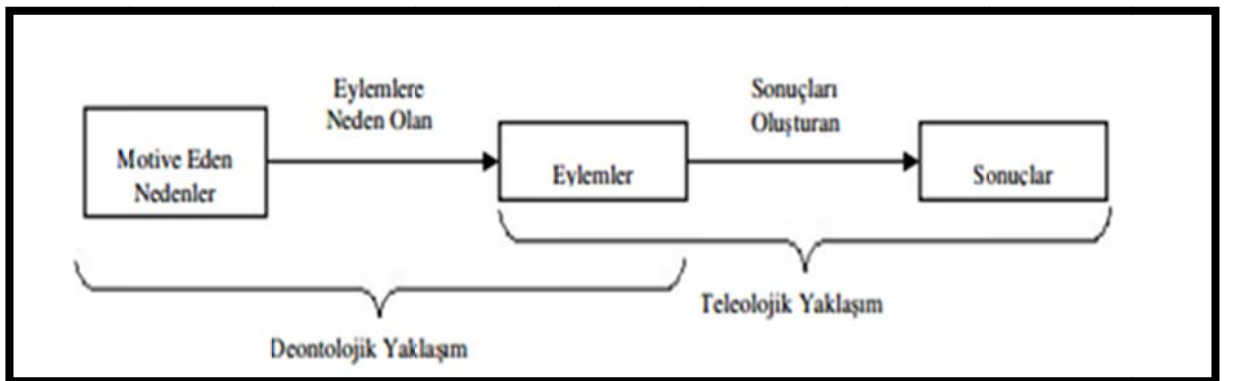 Eylemlere
Neden Olan
Sonuçları
Oluşturan
Motive Eden
Nedenler
Eylemler
Sonuçlar
Teleolojik Yaklaşım
Deontolojik Yaklaşım